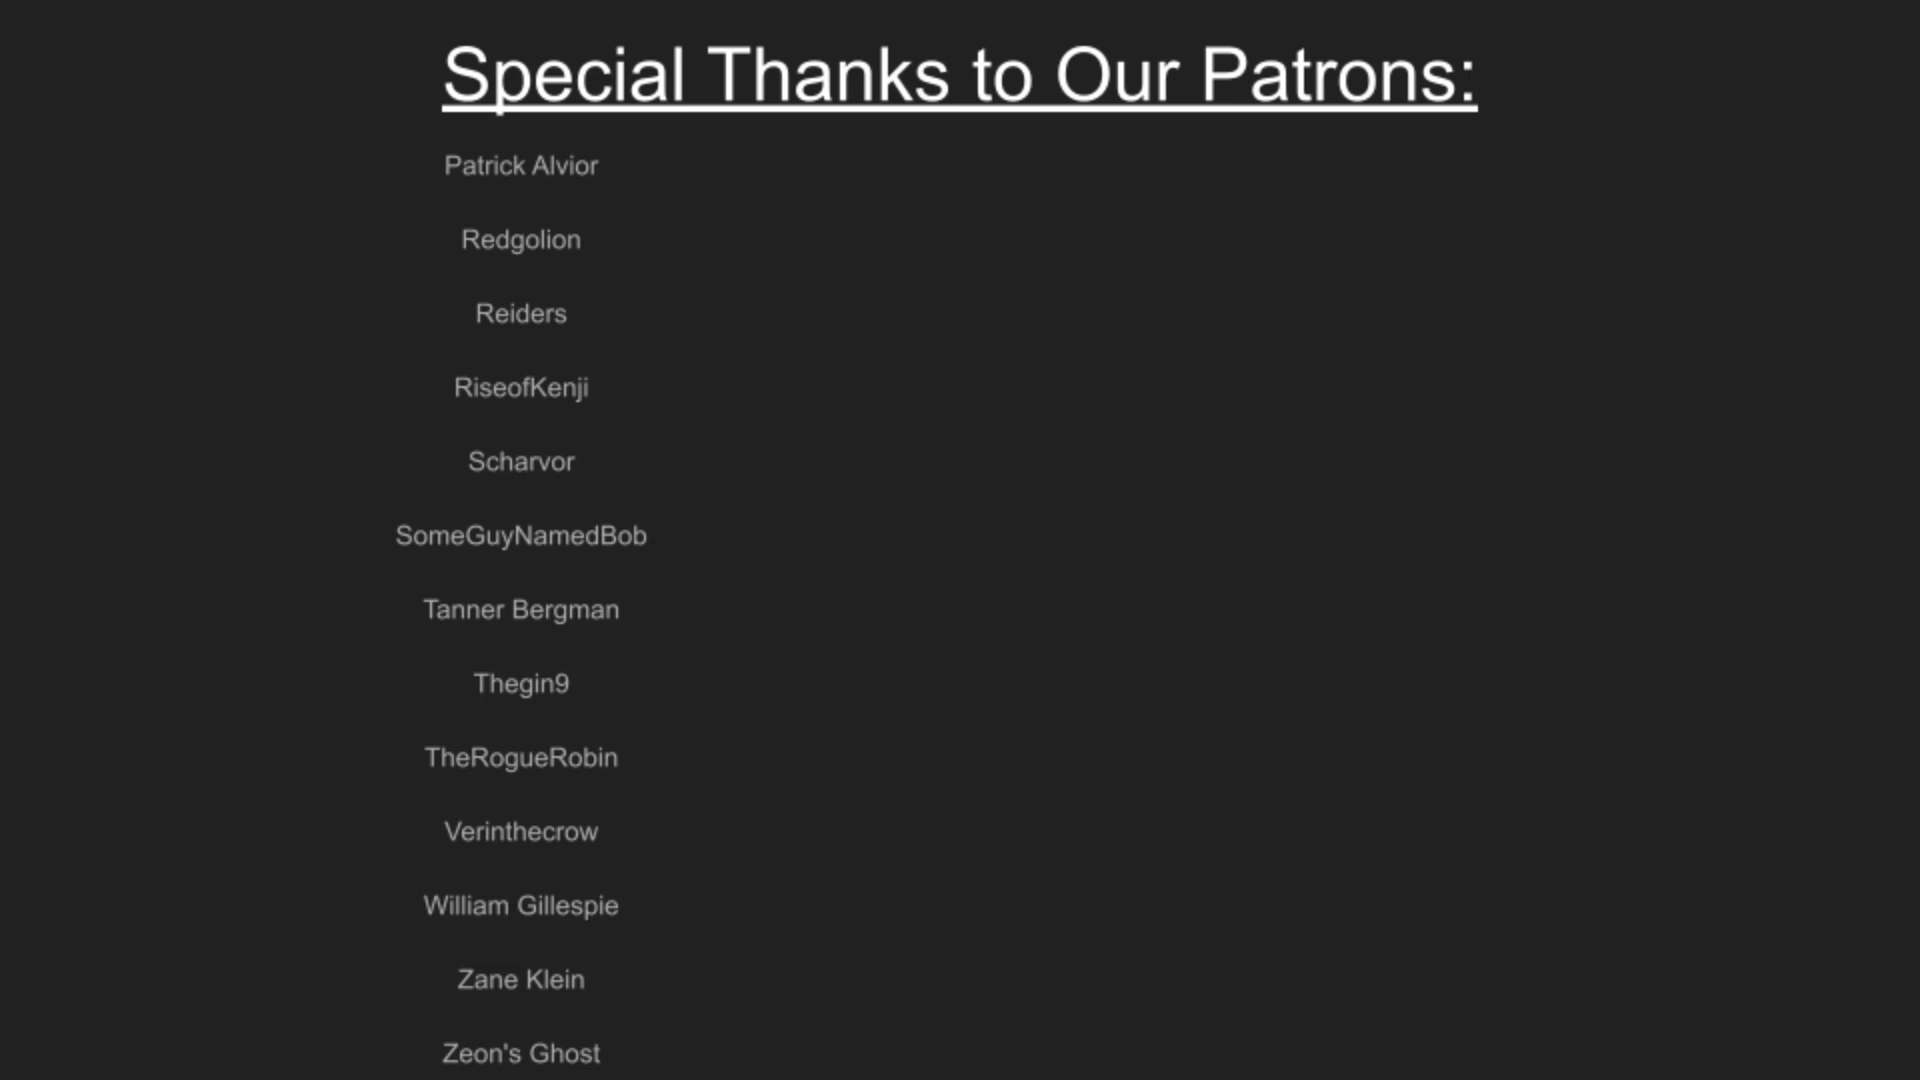 Special Thanks to Our Patrons:
Patrick Alvior
Redgolion
Reiders
RiseofKenji
Scharvor
SomeGuyNamedBob
Tanner Bergman
Thegin9
TheRogueRobin
Verinthecrow
William Gillespie
Zane Klein
Zeon's Ghost